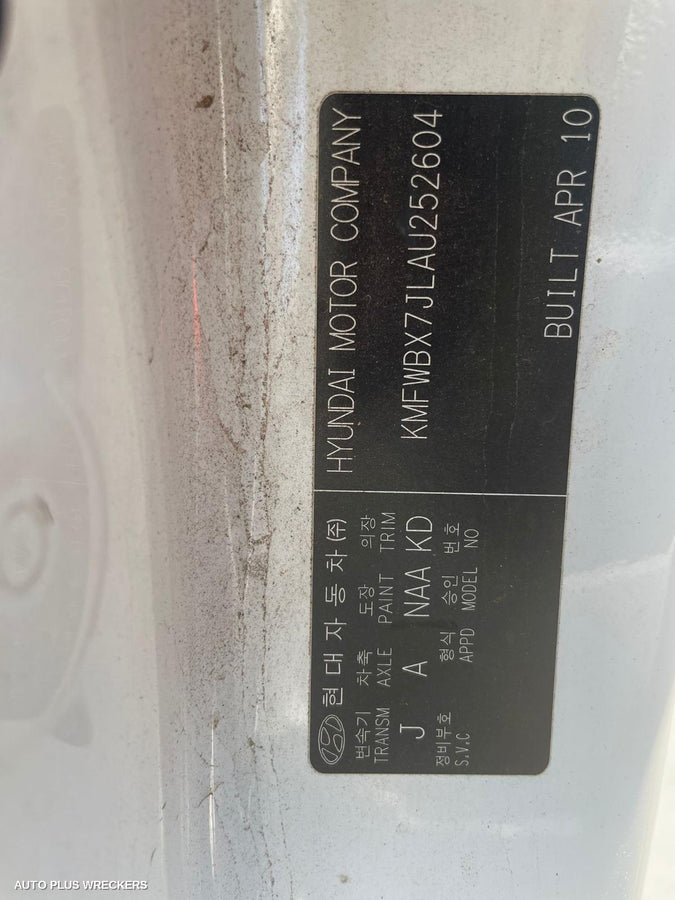 현대자동차(주)
변속기 차축 도장 의장
TRANSM AXLE PAINT TRIM
J A NAA KD
정비부호 형식 승인 번호
S.V.C APPD MODEL NO
HYUNDAI MOTOR COMPANY
KMFWBX7JLAU252604
BUILT APR 10
AUTO PLUS WRECKERS